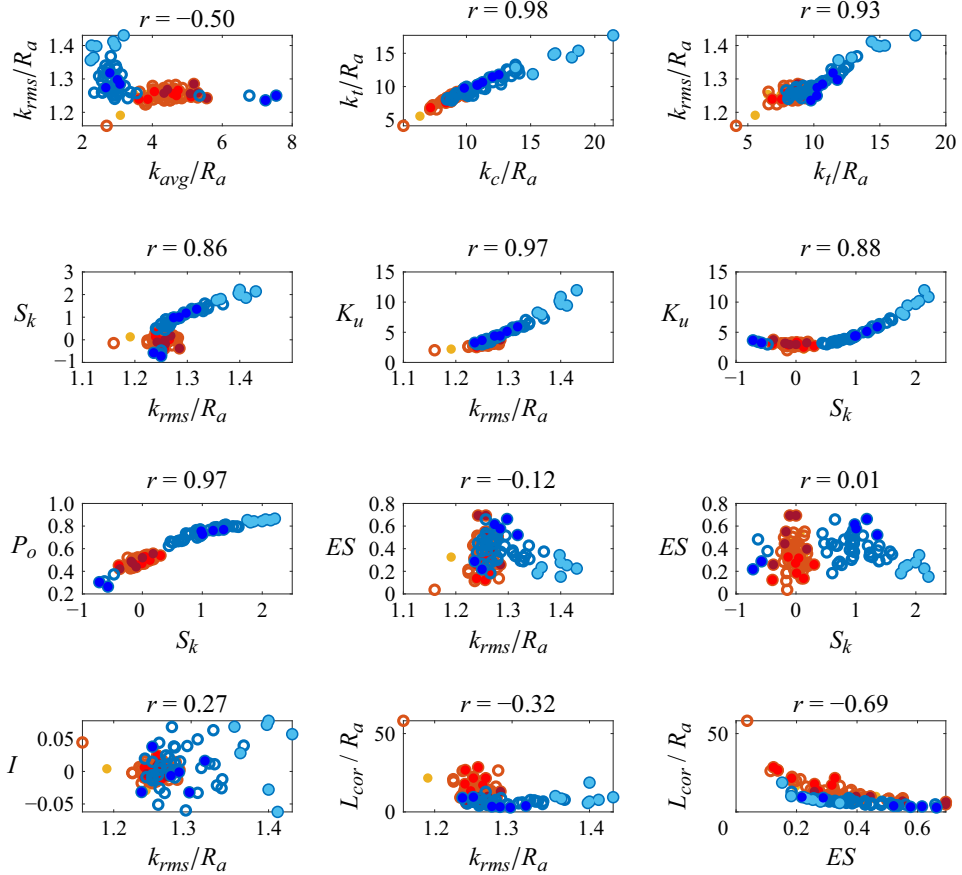 r = −0.50
k_rms/R_a
1.4
1.3
1.2
2 4 6 8
k_avg/R_a
r = 0.98
k_t/R_a
15
10
5
10 15 20
k_c/R_a
r = 0.93
k_rms/R_a
1.4
1.3
1.2
5 10 15 20
k_t/R_a
r = 0.86
S_k
3
2
1
0
−1
1.1 1.2 1.3 1.4
k_rms/R_a
r = 0.97
K_u
15
10
5
0
1.1 1.2 1.3 1.4
k_rms/R_a
r = 0.88
K_u
15
10
5
0
−1 0 1 2
S_k
r = 0.97
P_o
1.0
0.8
0.6
0.4
0.2
−1 0 1 2
S_k
r = −0.12
ES
0.8
0.6
0.4
0.2
0
1.1 1.2 1.3 1.4
k_rms/R_a
r = 0.01
ES
0.8
0.6
0.4
0.2
0
−1 0 1 2
S_k
r = 0.27
I
0.05
0
−0.05
1.2 1.3 1.4
k_rms/R_a
r = −0.32
L_cor / R_a
50
0
1.2 1.3 1.4
k_rms/R_a
r = −0.69
L_cor / R_a
50
0 0.2 0.4 0.6
ES